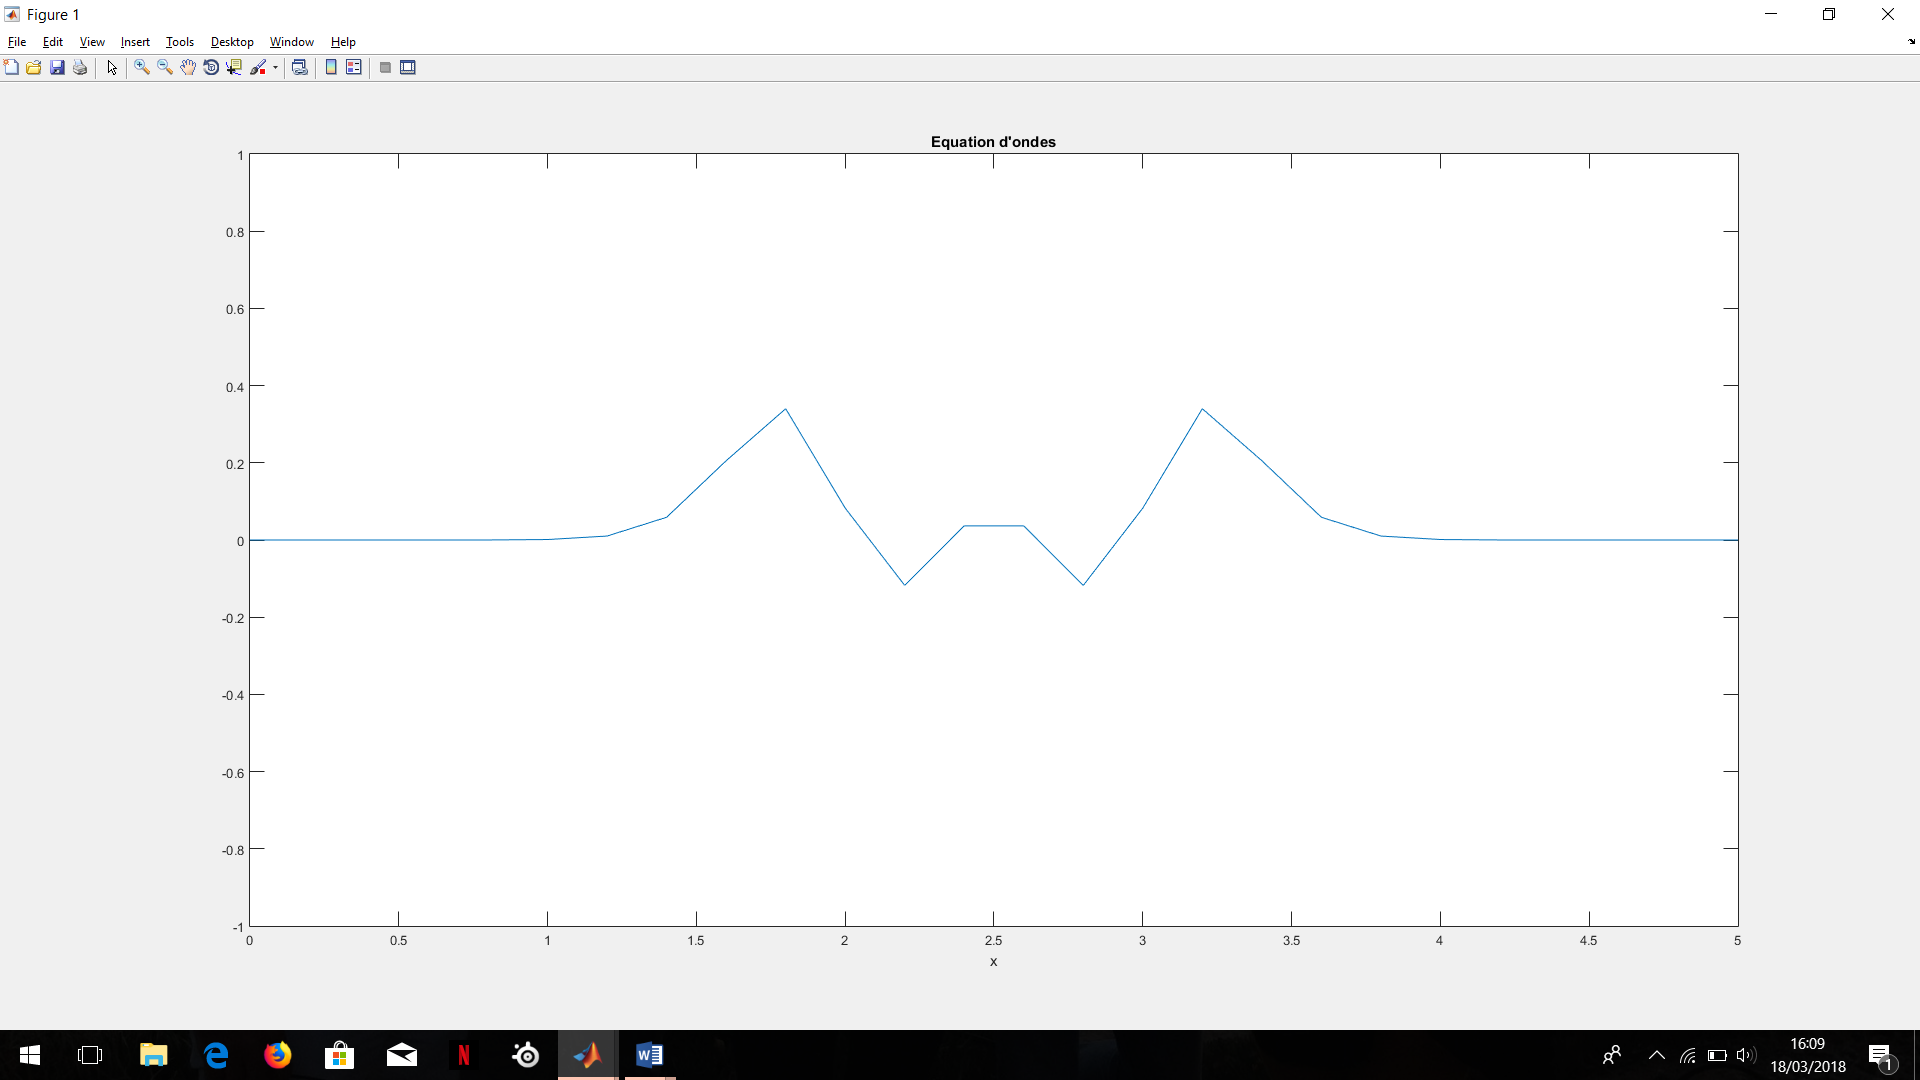 Figure 1
File Edit View Insert Tools Desktop Window Help
Equation d'ondes
1
0.8
0.6
0.4
0.2
0
-0.2
-0.4
-0.6
-0.8
-1
0 0.5 1 1.5 2 2.5 3 3.5 4 4.5 5
x
16:09
18/03/2018
1